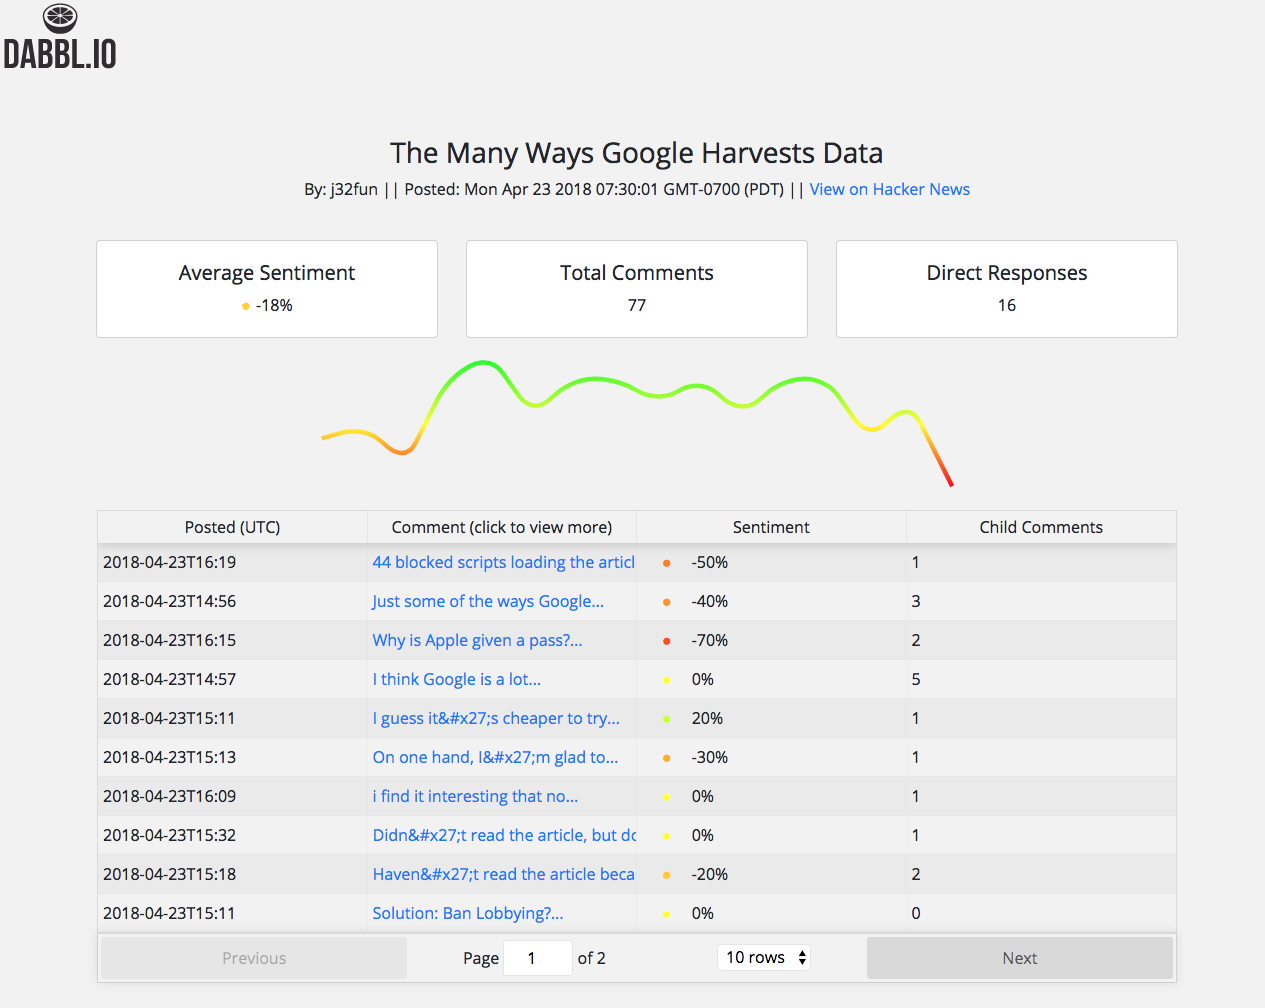 DABBL.IO
The Many Ways Google Harvests Data
By: j32fun || Posted: Mon Apr 23 2018 07:30:01 GMT-0700 (PDT) || View on Hacker News
Average Sentiment
-18%
Total Comments
77
Direct Responses
16
Posted (UTC) Comment (click to view more) Sentiment Child Comments
2018-04-23T16:19 44 blocked scripts loading the articl -50% 1
2018-04-23T14:56 Just some of the ways Google... -40% 3
2018-04-23T16:15 Why is Apple given a pass?... -70% 2
2018-04-23T14:57 I think Google is a lot... 0% 5
2018-04-23T15:11 I guess it&#x27;s cheaper to try... 20% 1
2018-04-23T15:13 On one hand, I&#x27;m glad to... -30% 1
2018-04-23T16:09 i find it interesting that no... 0% 1
2018-04-23T15:32 Didn&#x27;t read the article, but do 0% 1
2018-04-23T15:18 Haven&#x27;t read the article beca -20% 2
2018-04-23T15:11 Solution: Ban Lobbying?... 0% 0
Previous Page 1 of 2 10 rows Next